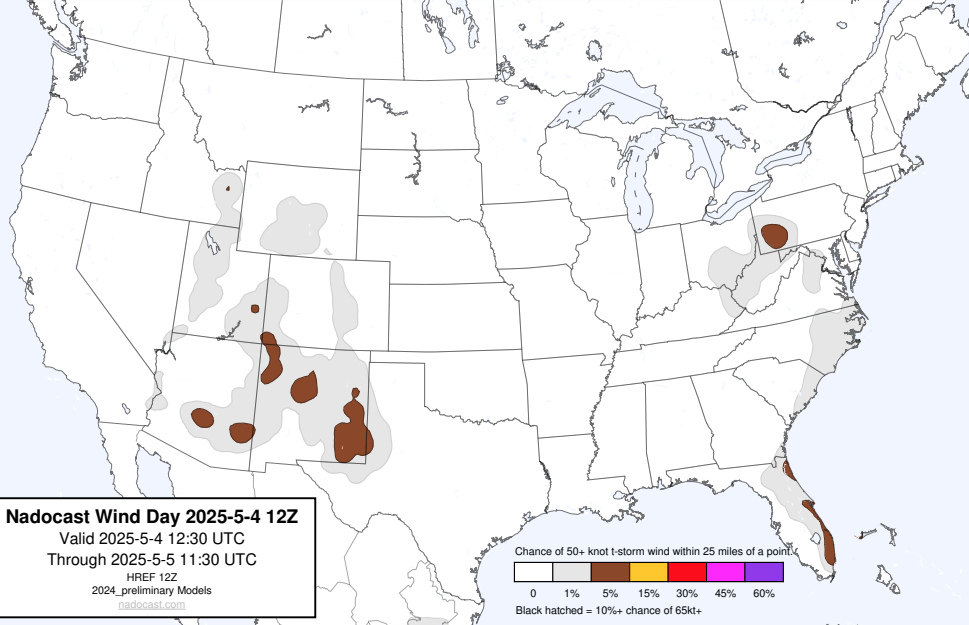 Nadocast Wind Day 2025-5-4 12Z
Valid 2025-5-4 12:30 UTC
Through 2025-5-5 11:30 UTC
HREF 12Z
2024_preliminary Models
nadocast.com
Chance of 50+ knot t-storm wind within 25 miles of a point.
0 1% 5% 15% 30% 45% 60%
Black hatched = 10%+ chance of 65kt+